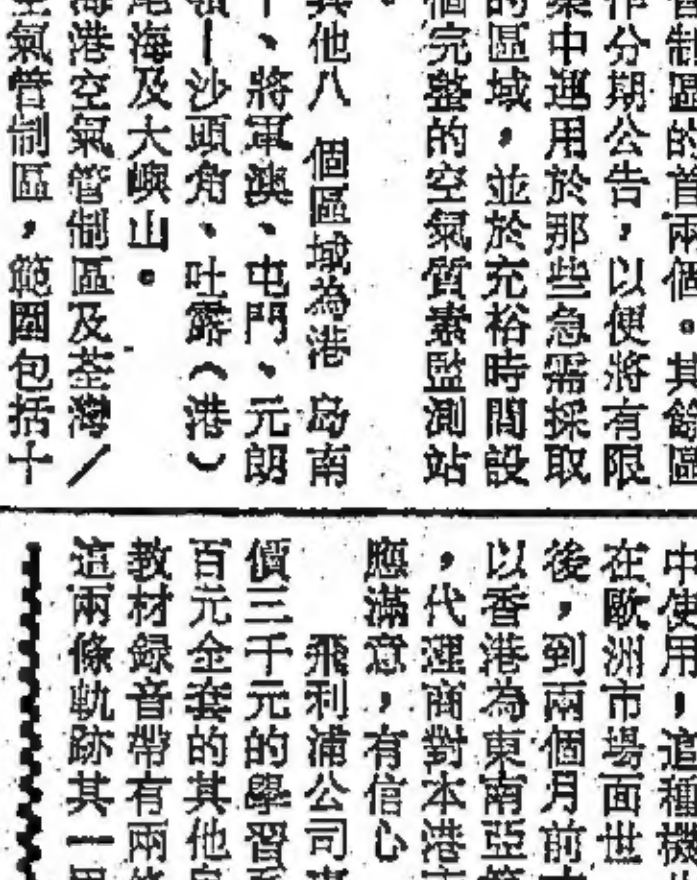 管制區的首兩個。其餘區
作分期公告,以便將有限
集中運用於那些急需採取
的區域,並於充裕時間設
個完整的空氣質素監測站
其他八個區域為港島南
、將軍澳、屯門、元朗
—沙頭角、吐露(港)
尾海及大嶼山。
海港空氣管制區及荃灣/
空氣管制區,範圍包括十
中使用,這種機
在歐洲市場面世
後,到兩個月前
以香港為東南亞
,代理商對本港
應滿意,有信心
飛利浦公司
價三千元的學習
百元全套的其他
教材録音帶有兩
這兩條軌跡其一